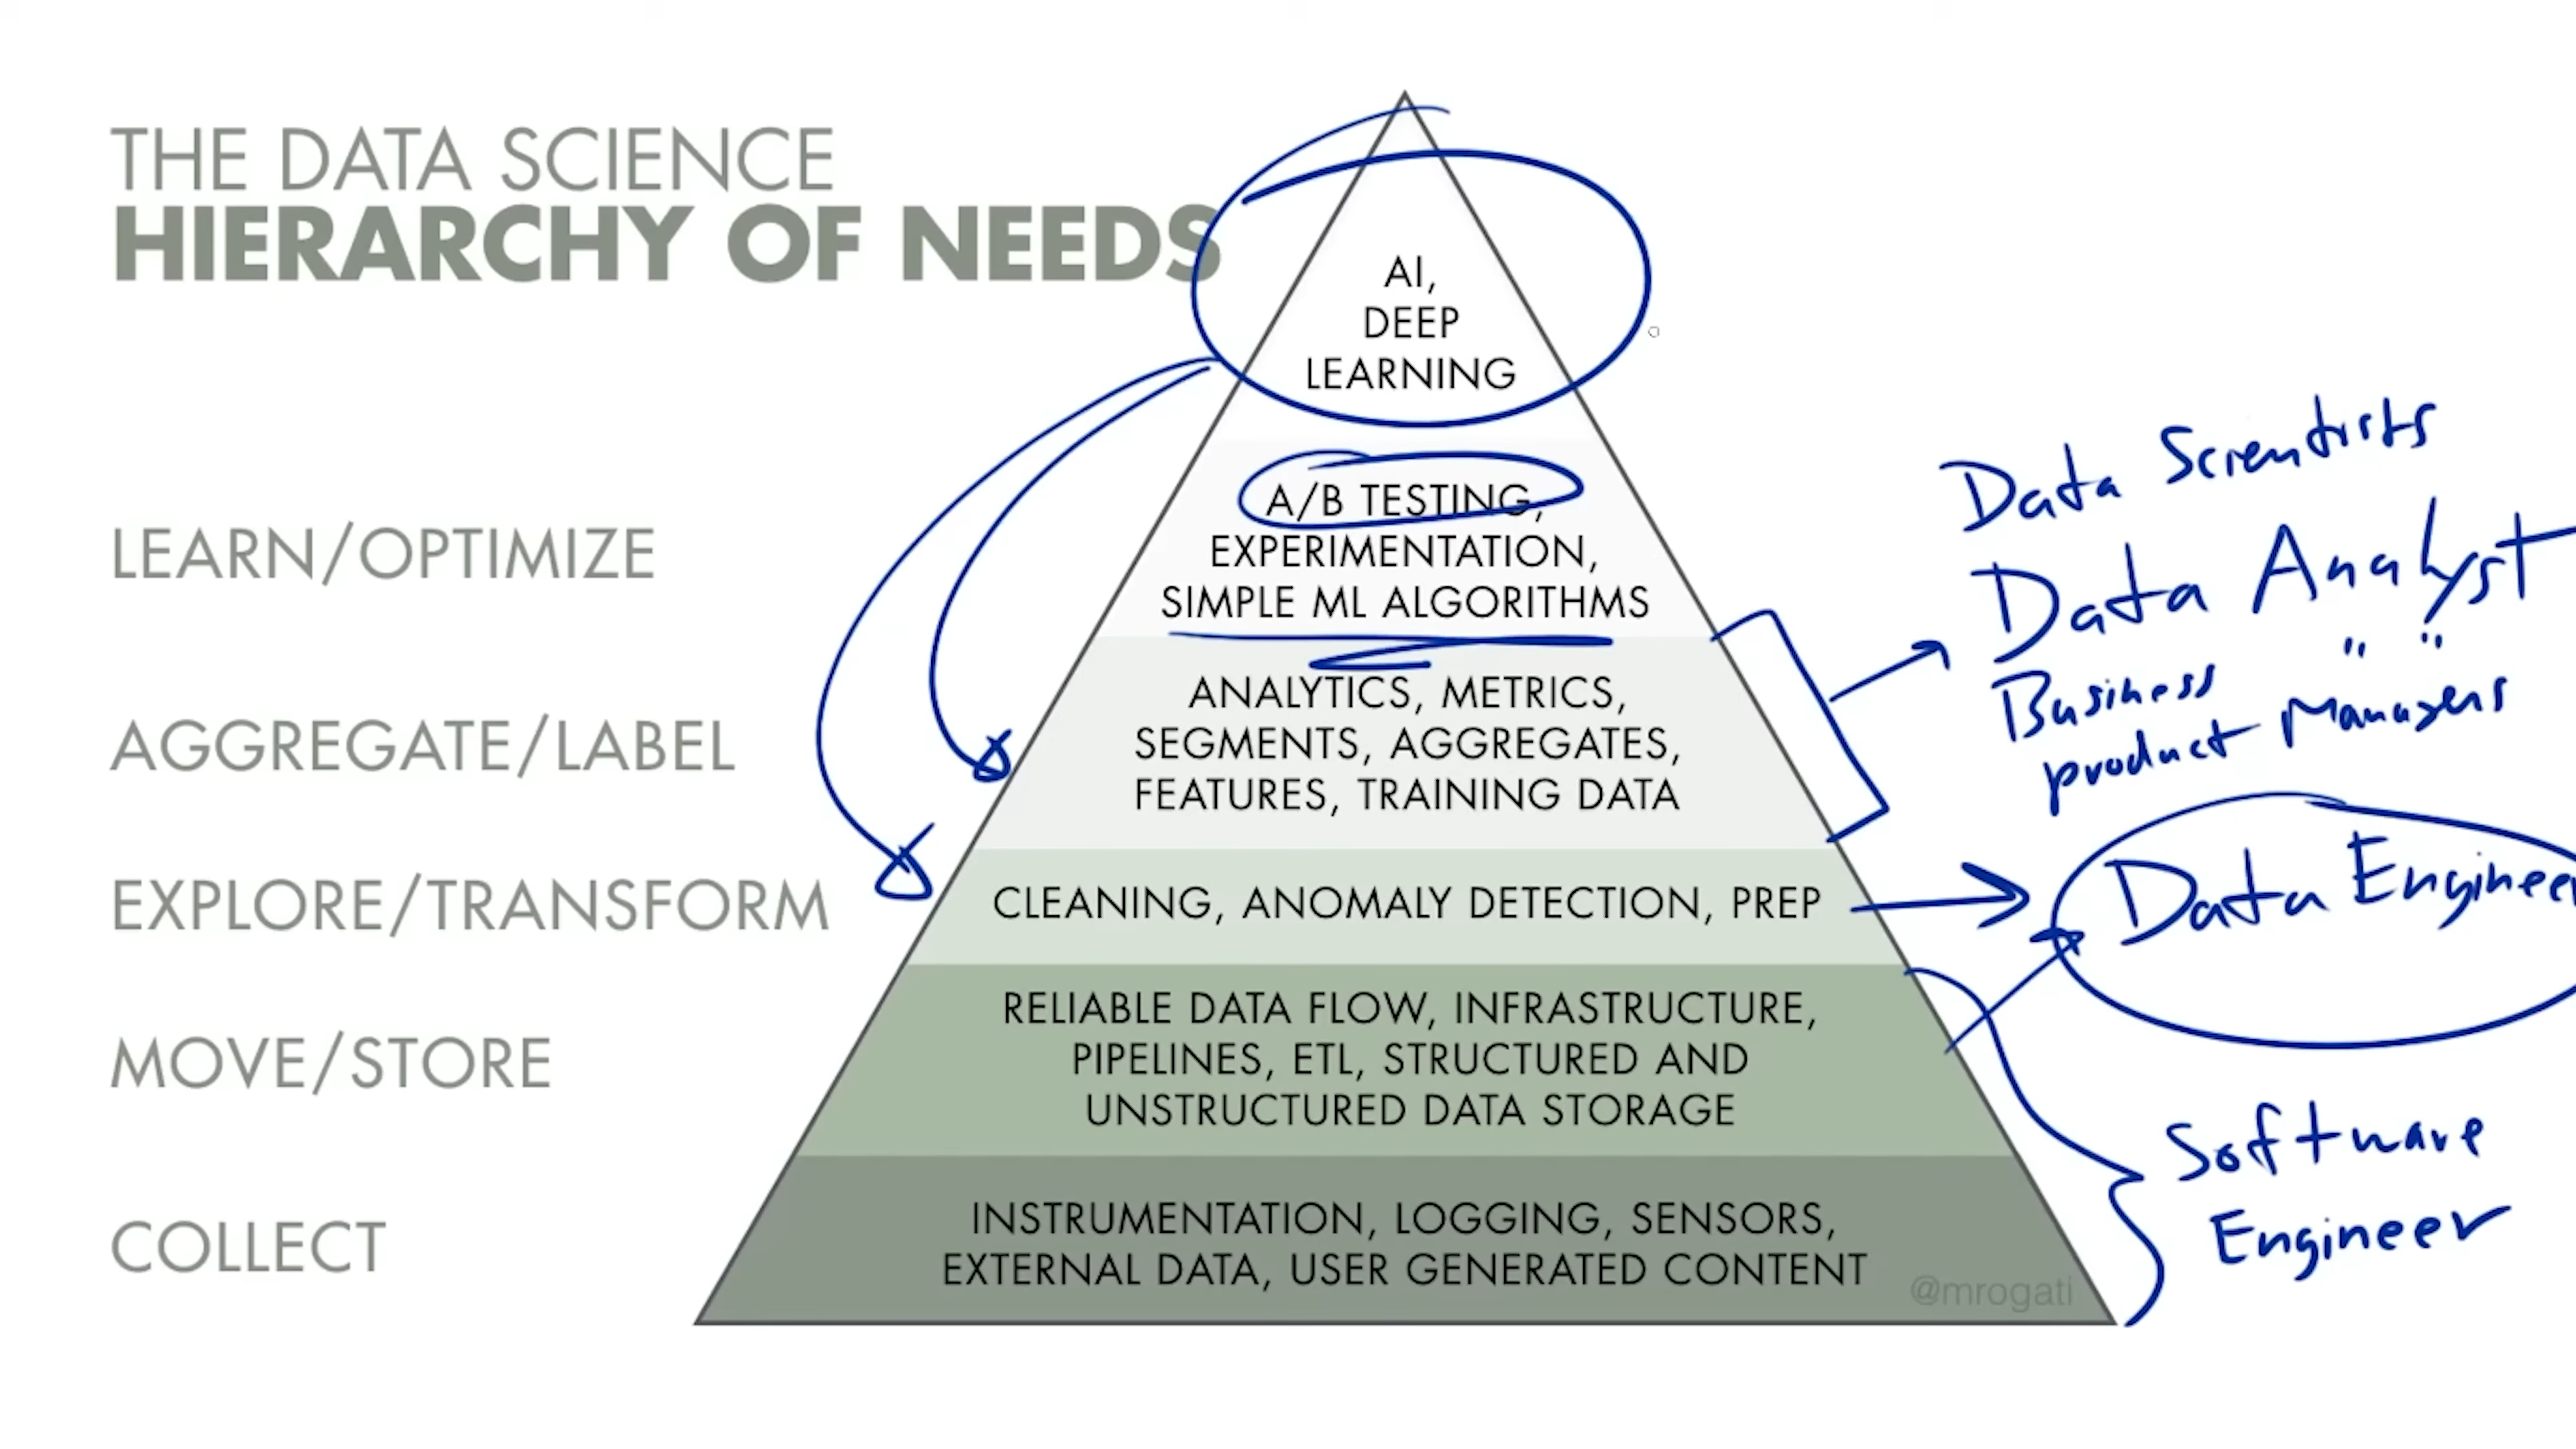 THE DATA SCIENCE
HIERARCHY OF NEEDS
AI,
DEEP
LEARNING
LEARN/OPTIMIZE
A/B TESTING,
EXPERIMENTATION,
SIMPLE ML ALGORITHMS
AGGREGATE/LABEL
ANALYTICS, METRICS,
SEGMENTS, AGGREGATES,
FEATURES, TRAINING DATA
EXPLORE/TRANSFORM
CLEANING, ANOMALY DETECTION, PREP
MOVE/STORE
RELIABLE DATA FLOW, INFRASTRUCTURE,
PIPELINES, ETL, STRUCTURED AND
UNSTRUCTURED DATA STORAGE
COLLECT
INSTRUMENTATION, LOGGING, SENSORS,
EXTERNAL DATA, USER GENERATED CONTENT
@mrogati
Data Scientists
Data Analyst
Business " "
product Managers
Data Engineer
Software
Engineer